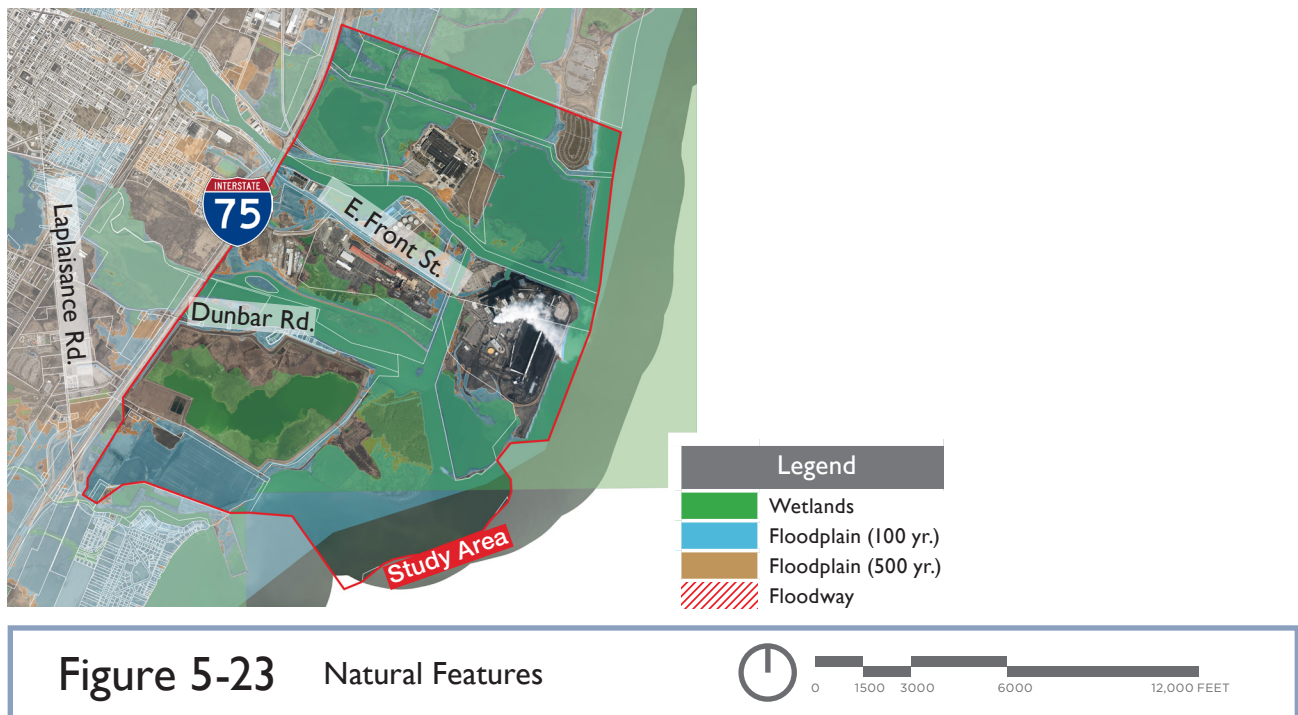 INTERSTATE
75
E. Front St.
Laplaisance Rd.
Dunbar Rd.
Study Area
Legend
Wetlands
Floodplain (100 yr.)
Floodplain (500 yr.)
Floodway
Figure 5-23 Natural Features
0 1500 3000 6000 12,000 FEET